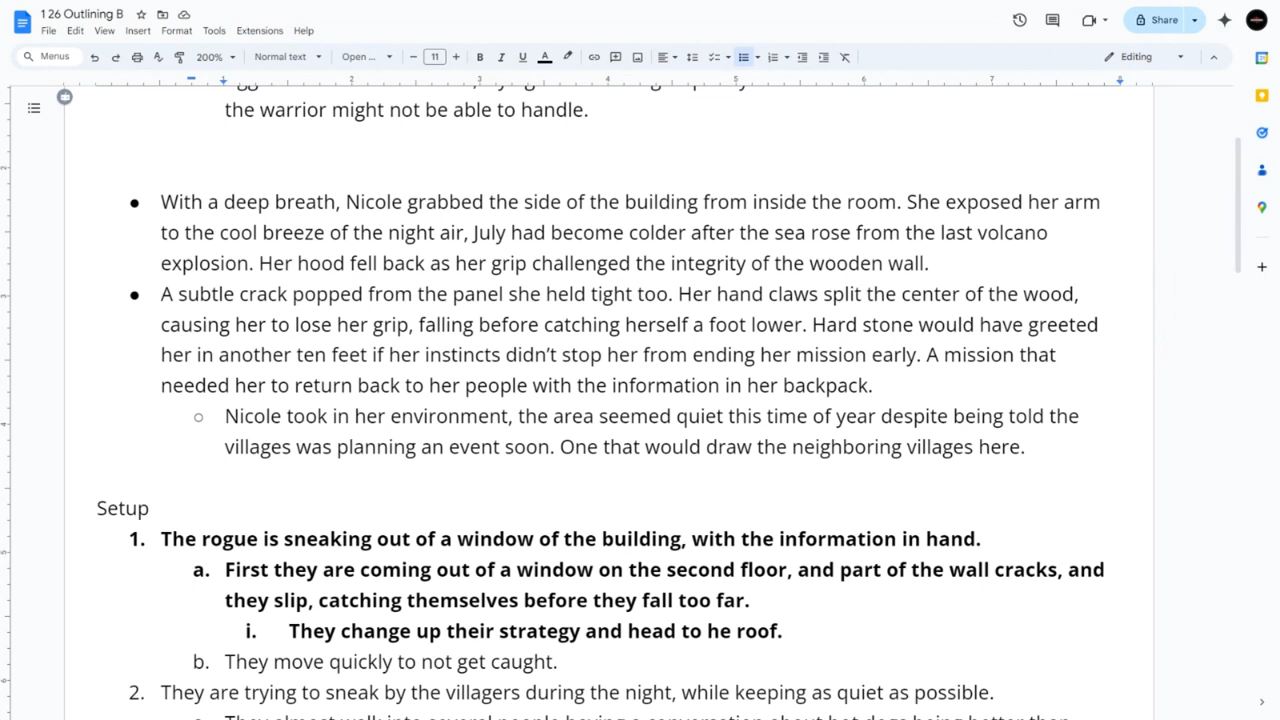 1 26 Outlining B
File Edit View Insert Format Tools Extensions Help
Share
Menus 200% Normal text Open ... 11 B I U A Editing
2 3 4 5 6 7
the warrior might not be able to handle.
● With a deep breath, Nicole grabbed the side of the building from inside the room. She exposed her arm
to the cool breeze of the night air, July had become colder after the sea rose from the last volcano
explosion. Her hood fell back as her grip challenged the integrity of the wooden wall.
● A subtle crack popped from the panel she held tight too. Her hand claws split the center of the wood,
causing her to lose her grip, falling before catching herself a foot lower. Hard stone would have greeted
her in another ten feet if her instincts didn’t stop her from ending her mission early. A mission that
needed her to return back to her people with the information in her backpack.
○ Nicole took in her environment, the area seemed quiet this time of year despite being told the
villages was planning an event soon. One that would draw the neighboring villages here.
Setup
1. The rogue is sneaking out of a window of the building, with the information in hand.
a. First they are coming out of a window on the second floor, and part of the wall cracks, and
they slip, catching themselves before they fall too far.
i. They change up their strategy and head to he roof.
b. They move quickly to not get caught.
2. They are trying to sneak by the villagers during the night, while keeping as quiet as possible.